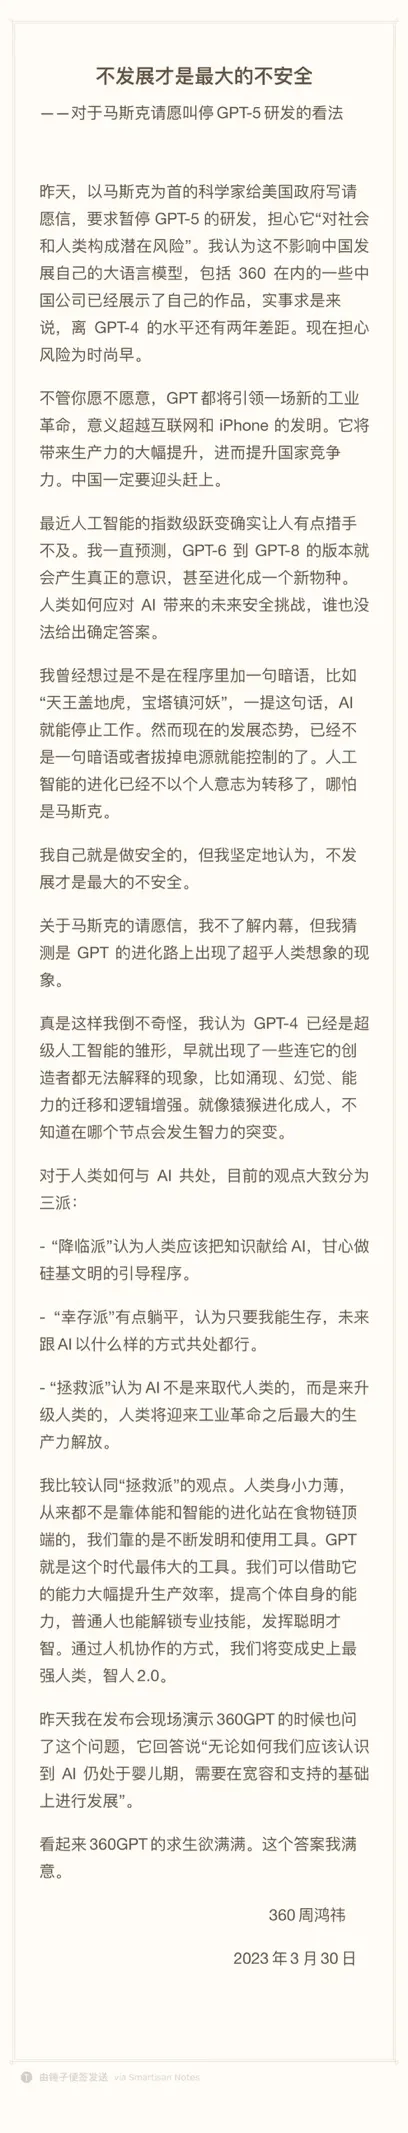 不发展才是最大的不安全
——对于马斯克请愿叫停 GPT-5 研发的看法
昨天，以马斯克为首的科学家给美国政府写请
愿信，要求暂停 GPT-5 的研发，担心它“对社会
和人类构成潜在风险”。我认为这不影响中国发
展自己的大语言模型，包括 360 在内的一些中
国公司已经展示了自己的作品，实事求是来
说，离 GPT-4 的水平还有两年差距。现在担心
风险为时尚早。
不管你愿不愿意，GPT 都将引领一场新的工业
革命，意义超越互联网和 iPhone 的发明。它将
带来生产力的大幅提升，进而提升国家竞争
力。中国一定要迎头赶上。
最近人工智能的指数级跃变确实让人有点措手
不及。我一直预测，GPT-6 到 GPT-8 的版本就
会产生真正的意识，甚至进化成一个新物种。
人类如何应对 AI 带来的未来安全挑战，谁也没
法给出确定答案。
我曾经想过是不是在程序里加一句暗语，比如
“天王盖地虎，宝塔镇河妖”，一提这句话，AI
就能停止工作。然而现在的发展态势，已经不
是一句暗语或者拔掉电源就能控制的了。人工
智能的进化已经不以个人意志为转移了，哪怕
是马斯克。
我自己就是做安全的，但我坚定地认为，不发
展才是最大的不安全。
关于马斯克的请愿信，我不了解内幕，但我猜
测是 GPT 的进化路上出现了超乎人类想象的现
象。
真是这样我倒不奇怪，我认为 GPT-4 已经是超
级人工智能的雏形，早就出现了一些连它的创
造者都无法解释的现象，比如涌现、幻觉、能
力的迁移和逻辑增强。就像猿猴进化成人，不
知道在哪个节点会发生智力的突变。
对于人类如何与 AI 共处，目前的观点大致分为
三派：
- “降临派”认为人类应该把知识献给 AI，甘心做
硅基文明的引导程序。
- “幸存派”有点躺平，认为只要我能生存，未来
跟 AI 以什么样的方式共处都行。
- “拯救派”认为 AI 不是来取代人类的，而是来升
级人类的，人类将迎来工业革命之后最大的生
产力解放。
我比较认同“拯救派”的观点。人类身小力薄，
从来都不是靠体能和智能的进化站在食物链顶
端的，我们靠的是不断发明和使用工具。GPT
就是这个时代最伟大的工具。我们可以借助它
的能力大幅提升生产效率，提高个体自身的能
力，普通人也能解锁专业技能，发挥聪明才
智。通过人机协作的方式，我们将变成史上最
强人类，智人 2.0。
昨天我在发布会现场演示 360GPT 的时候也问
了这个问题，它回答说“无论如何我们应该认识
到 AI 仍处于婴儿期，需要在宽容和支持的基础
上进行发展”。
看起来 360GPT 的求生欲满满。这个答案我满
意。
360 周鸿祎
2023 年 3 月 30 日
由锤子便签发送 via Smartisan Notes